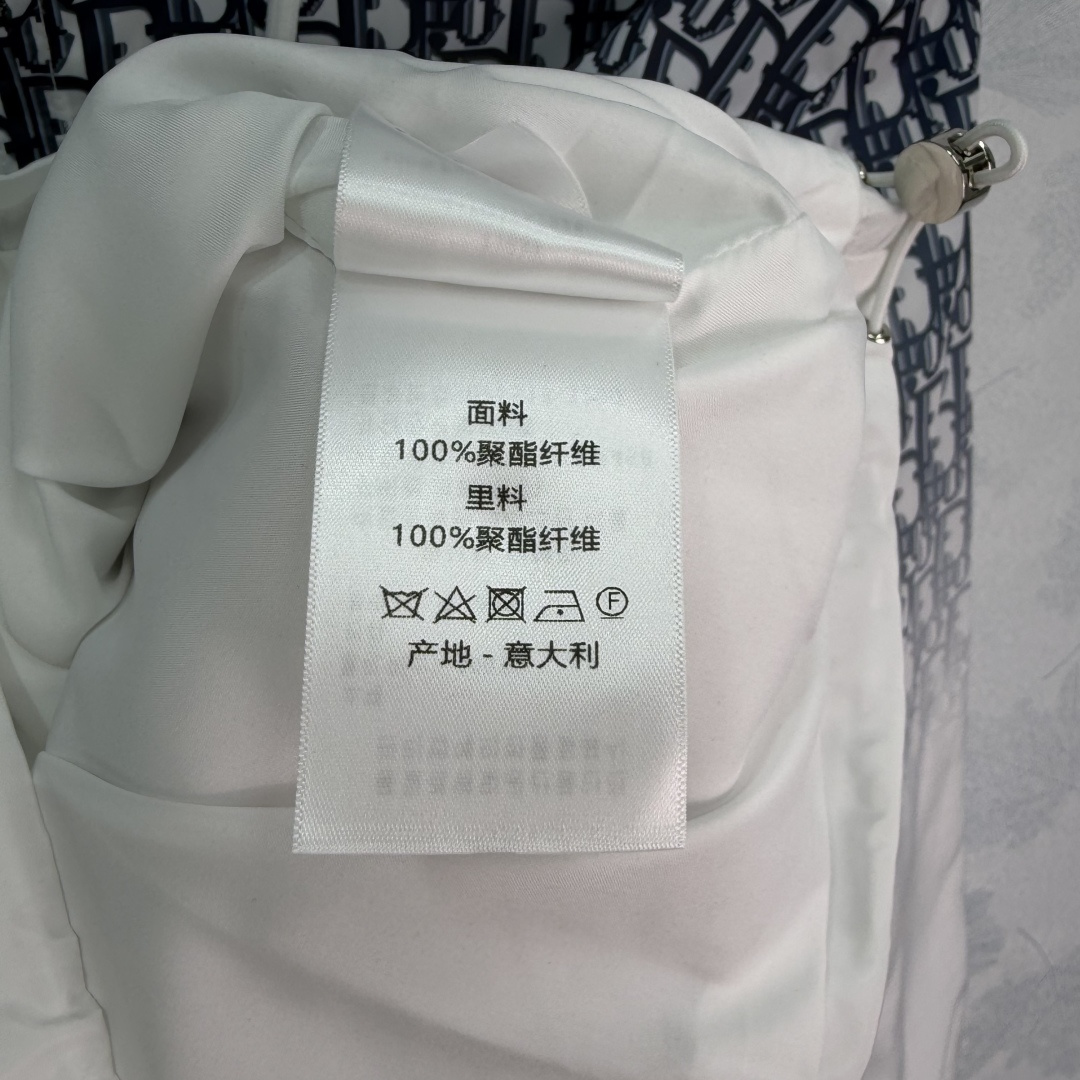 面料
100%聚酯纤维
里料
100%聚酯纤维
F
产地 - 意大利